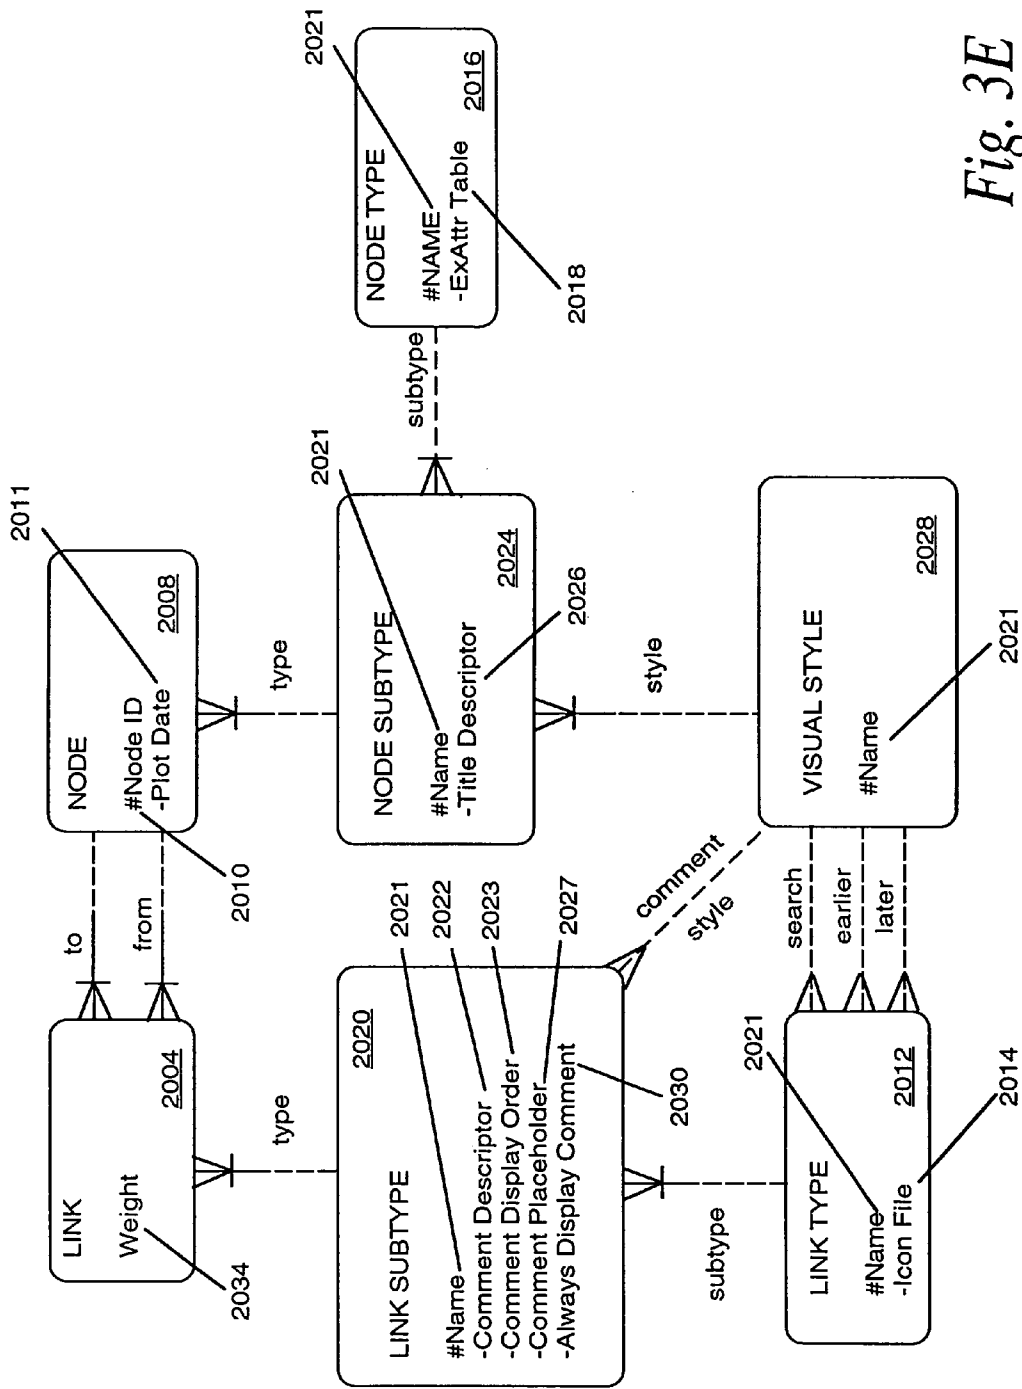 LINK
Weight
2004
2034
to
from
NODE
#Node ID
-Plot Date
2008
2010
2011
type
type
LINK SUBTYPE
2020
#Name
-Comment Descriptor
-Comment Display Order
-Comment Placeholder
-Always Display Comment
2021
2022
2023
2027
2030
NODE SUBTYPE
#Name
-Title Descriptor
2024
2021
2026
subtype
NODE TYPE
#NAME
-ExAttr Table
2016
2021
2018
comment
style
style
subtype
LINK TYPE
#Name
-Icon File
2012
2021
2014
search
earlier
later
VISUAL STYLE
#Name
2028
2021
Fig. 3E